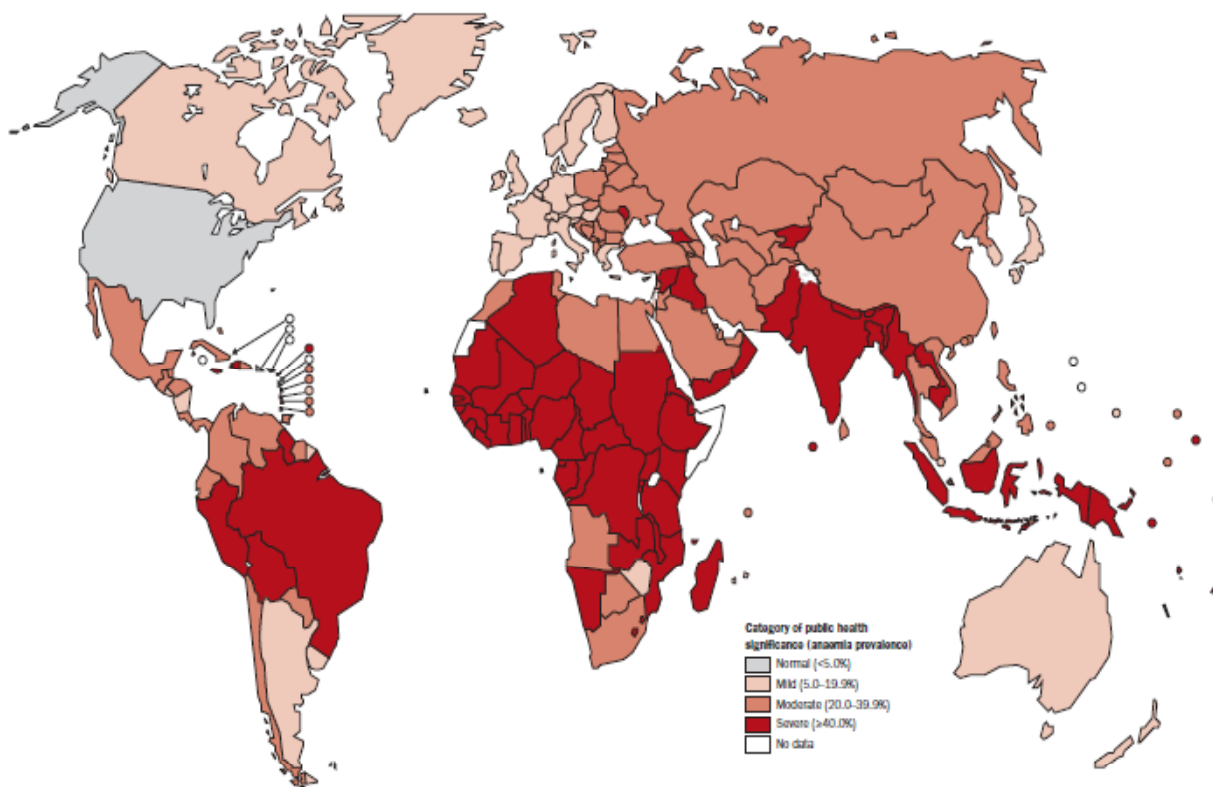 Category of public health
significance (anaemia prevalence)
Normal (<5.0%)
Mild (5.0–19.9%)
Moderate (20.0–39.9%)
Severe (≥40.0%)
No data